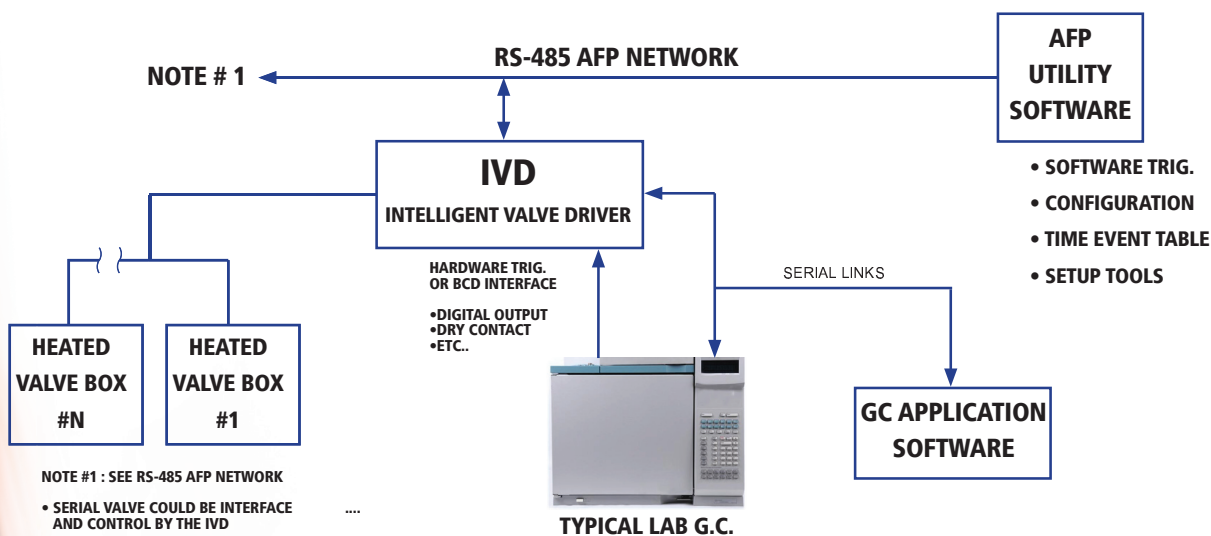 AFP
UTILITY
SOFTWARE
RS-485 AFP NETWORK
NOTE # 1
IVD
INTELLIGENT VALVE DRIVER
• SOFTWARE TRIG.
• CONFIGURATION
• TIME EVENT TABLE
• SETUP TOOLS
HARDWARE TRIG.
OR BCD INTERFACE
•DIGITAL OUTPUT
•DRY CONTACT
•ETC..
SERIAL LINKS
HEATED
VALVE BOX
#N
HEATED
VALVE BOX
#1
GC APPLICATION
SOFTWARE
NOTE #1 : SEE RS-485 AFP NETWORK
• SERIAL VALVE COULD BE INTERFACE ....
AND CONTROL BY THE IVD
TYPICAL LAB G.C.